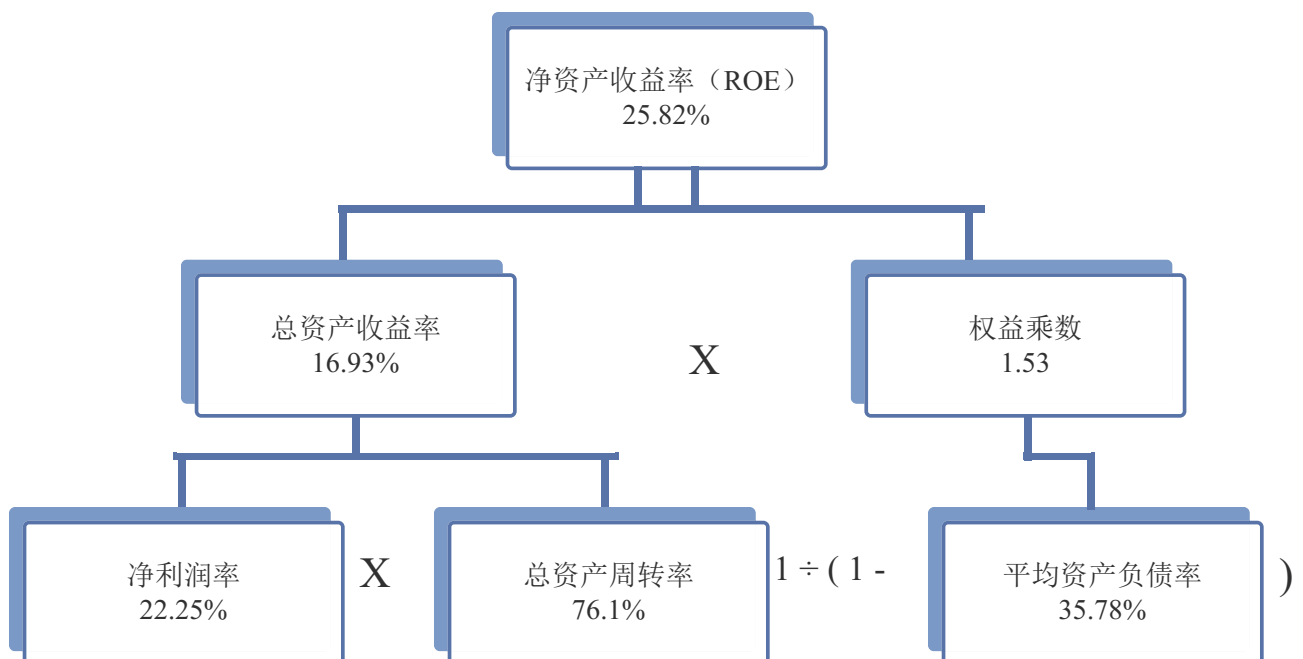 净资产收益率（ROE）
25.82%
总资产收益率
16.93%
X
权益乘数
1.53
净利润率
22.25%
X
总资产周转率
76.1%
1 ÷ ( 1 -
平均资产负债率
35.78%
)